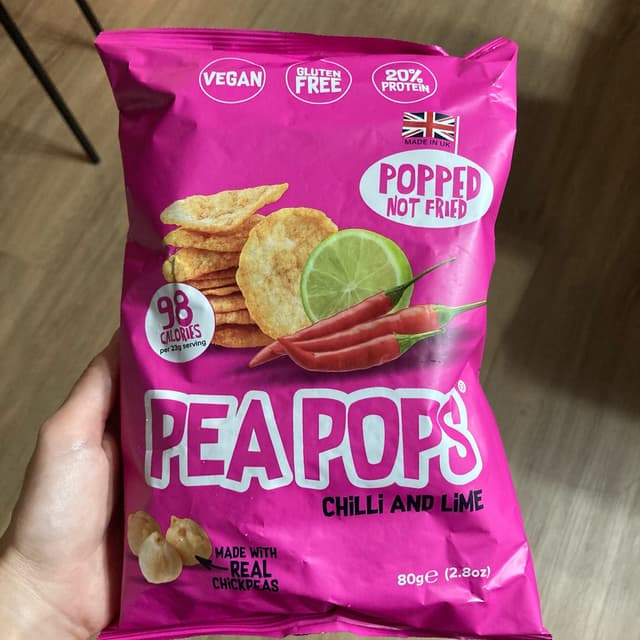 VEGAN
GLUTEN
FREE
20%
PROTEIN
MADE IN UK
POPPED
NOT FRIED
98
CALORIES
per 23g serving
PEA POPS®
CHiLLi AND LiME
MADE WITH
REAL
CHICKPEAS
80g℮ (2.8oz)